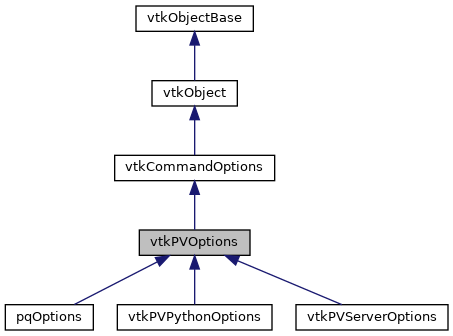 vtkObjectBase
vtkObject
vtkCommandOptions
vtkPVOptions
pqOptions
vtkPVPythonOptions
vtkPVServerOptions